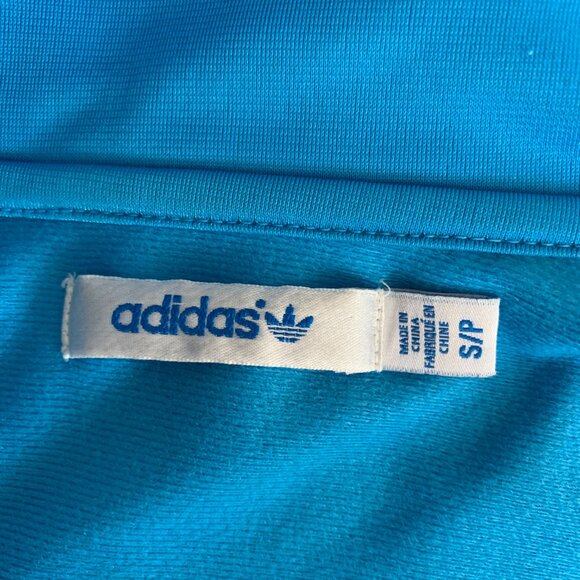 adidas
MADE IN
CHINA
FABRIQUÉ EN
CHINE
S/P